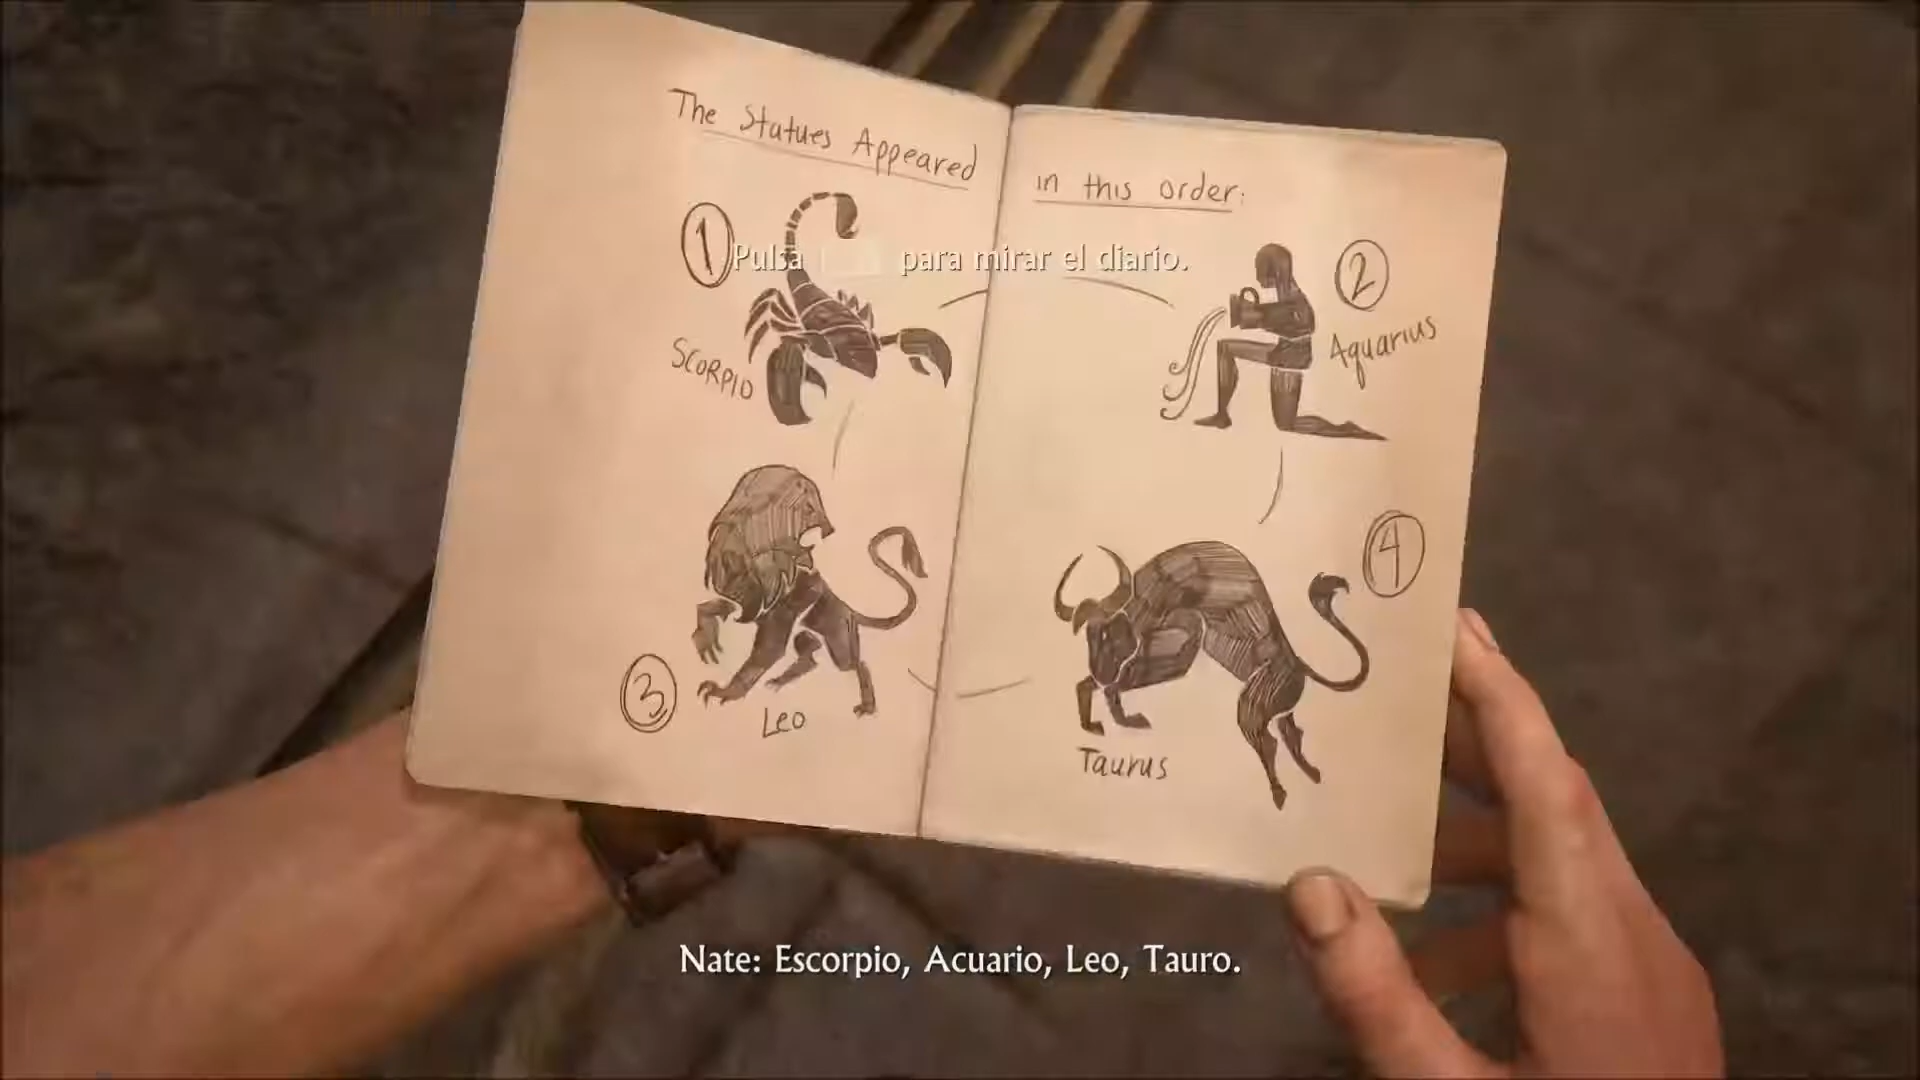 The Statues Appeared
in this order:
1
SCORPIO
2
Aquarius
Pulsa para mirar el diario.
3
Leo
4
Taurus
Nate: Escorpio, Acuario, Leo, Tauro.